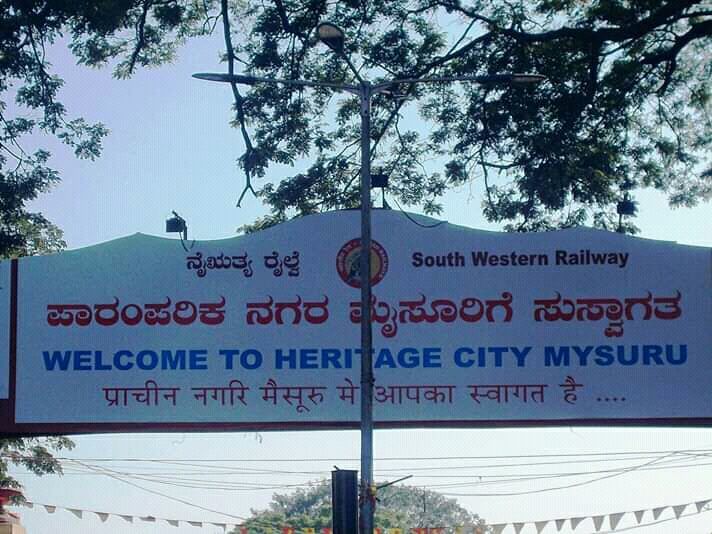 ನೈಋತ್ಯ ರೈಲ್ವೆ South Western Railway
ಪಾರಂಪರಿಕ ನಗರ ಮೈಸೂರಿಗೆ ಸುಸ್ವಾಗತ
WELCOME TO HERITAGE CITY MYSURU
प्राचीन नगरि मैसूरु मे आपका स्वागत है ....